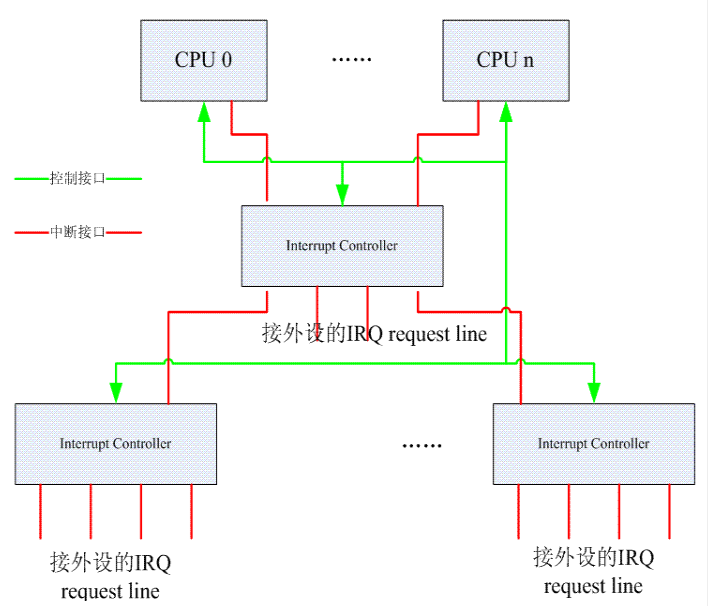 CPU 0
……
CPU n
控制接口
中断接口
Interrupt Controller
接外设的IRQ request line
Interrupt Controller
……
Interrupt Controller
接外设的IRQ
request line
接外设的IRQ
request line